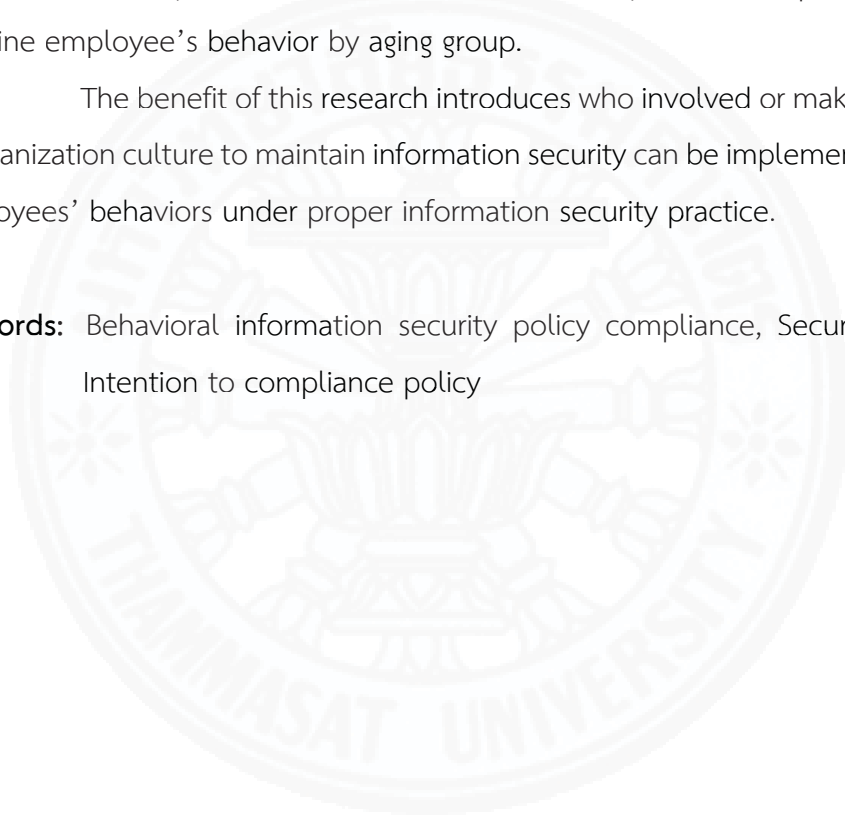 ine employee's behavior by aging group.
The benefit of this research introduces who involved or mak
anization culture to maintain information security can be implemen
oyees' behaviors under proper information security practice.
ords: Behavioral information security policy compliance, Secur
Intention to compliance policy
THAMMASAT UNIVERSITY